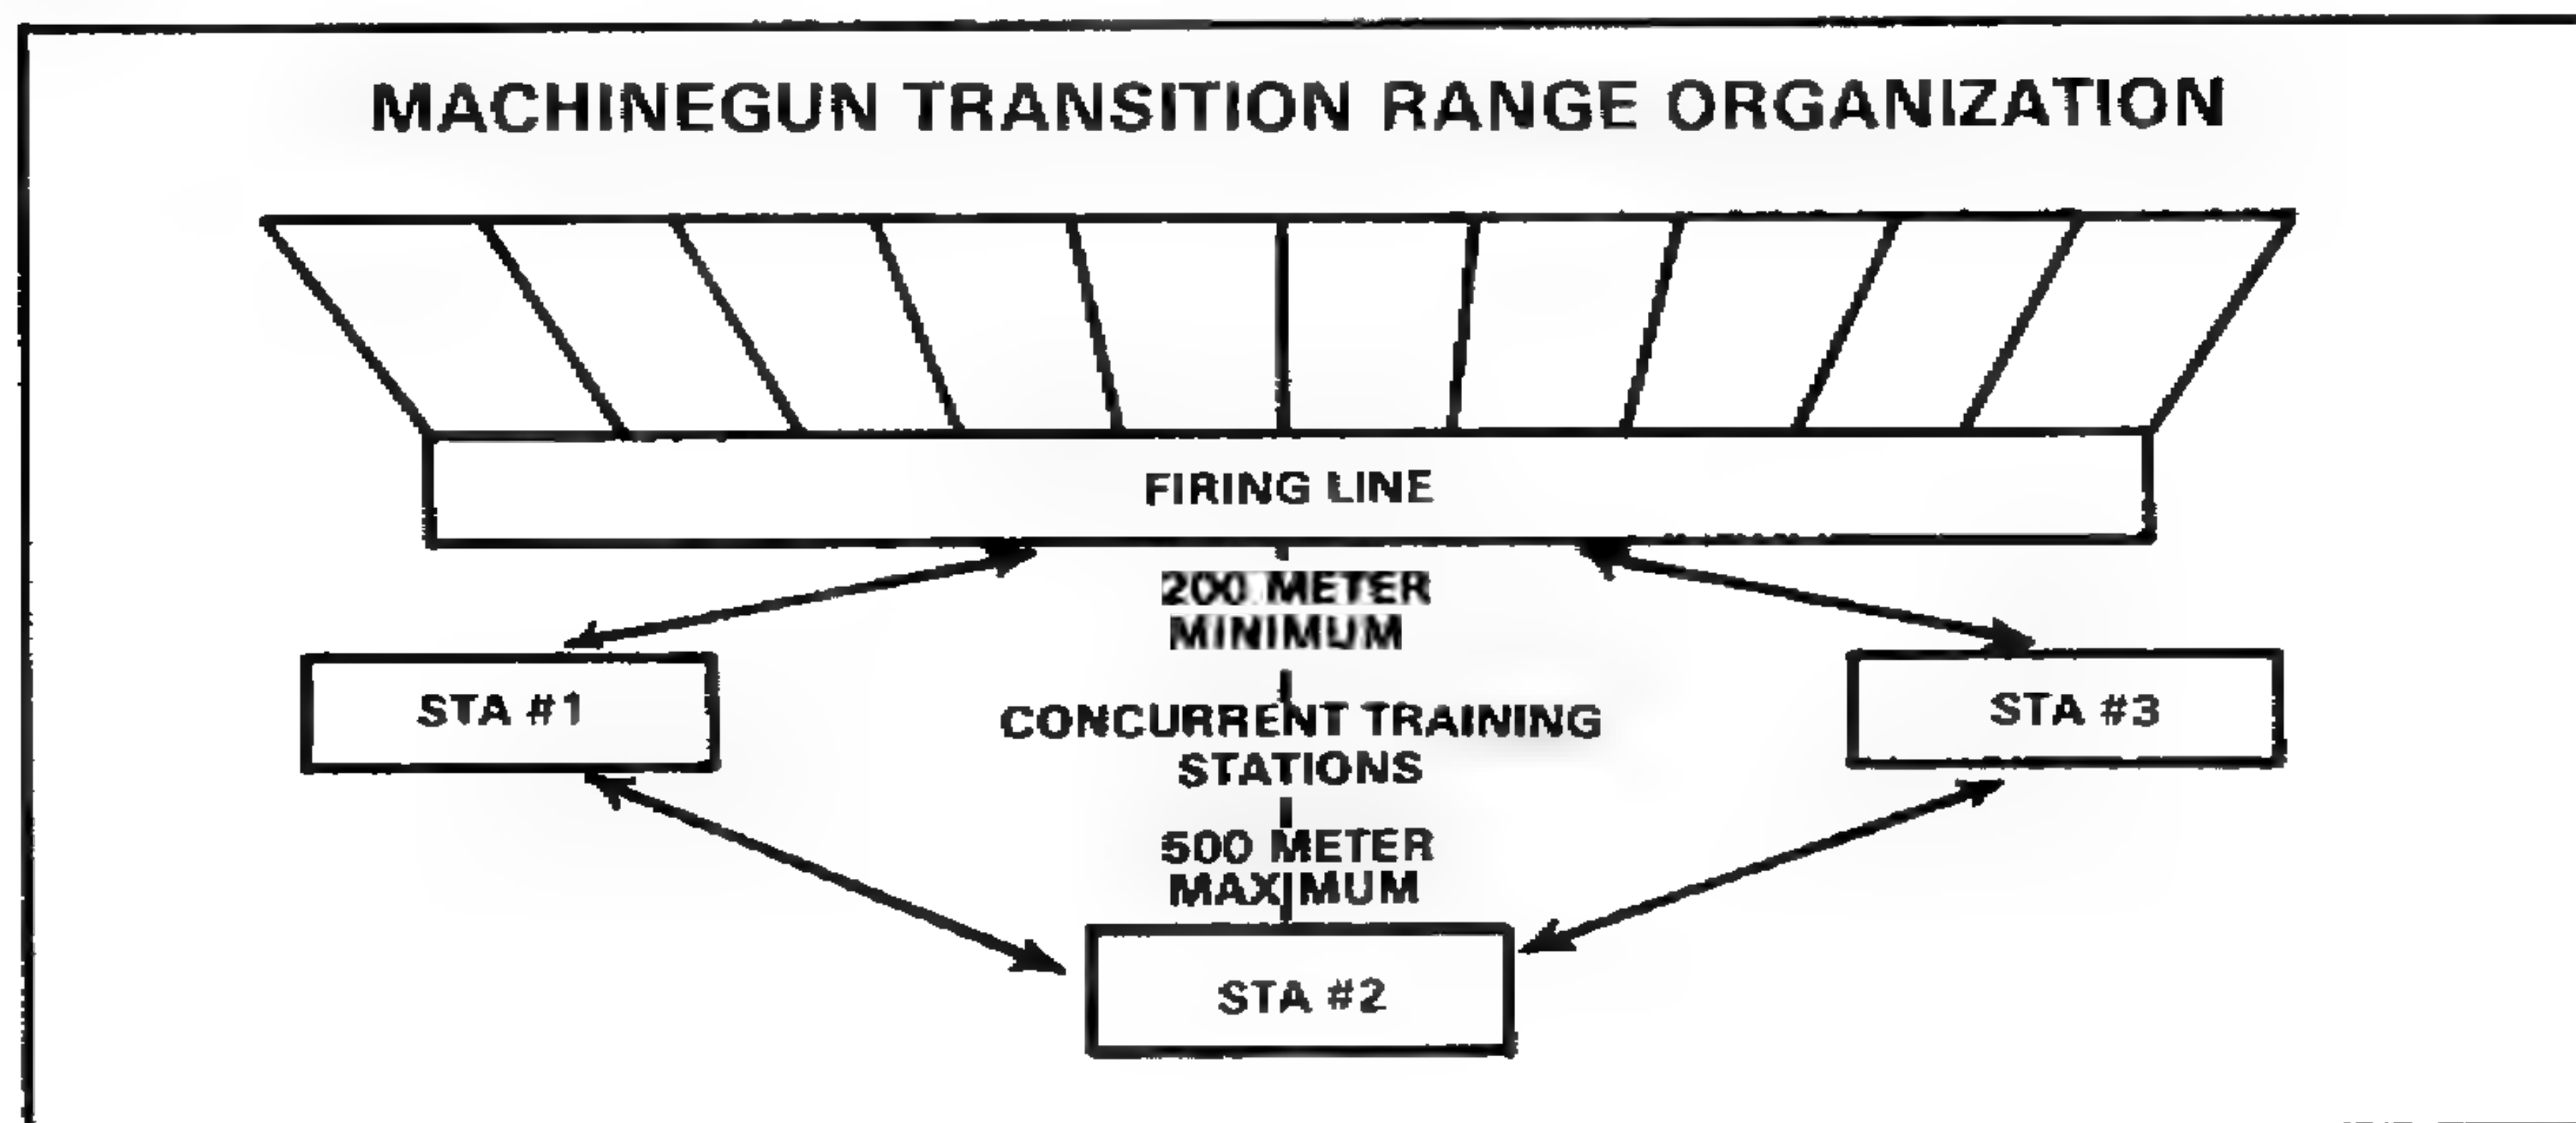 MACHINEGUN TRANSITION RANGE ORGANIZATION
FIRING LINE
200 METER
MINIMUM
STA #1
CONCURRENT TRAINING
STATIONS
STA #3
500 METER
MAXIMUM
STA #2